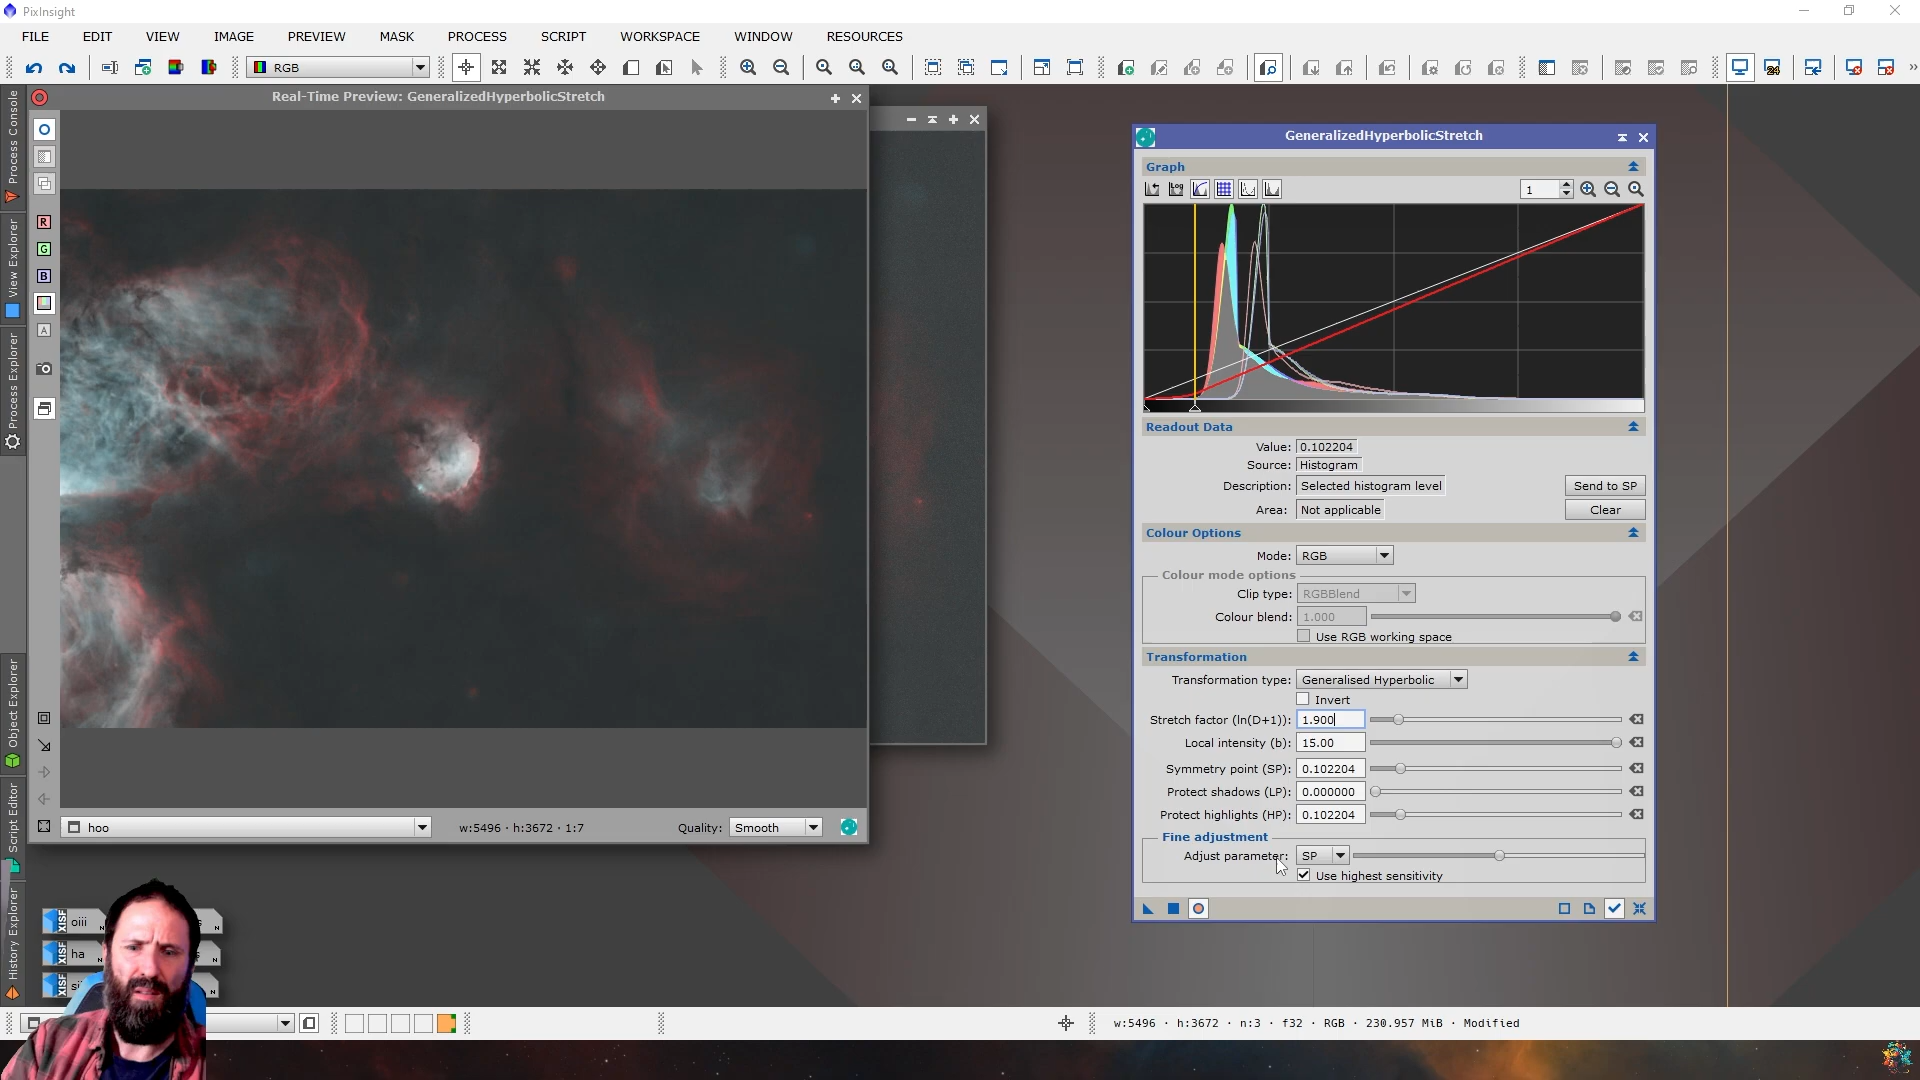 PixInsight
FILE EDIT VIEW IMAGE PREVIEW MASK PROCESS SCRIPT WORKSPACE WINDOW RESOURCES
RGB
24
Process Console
View Explorer
Process Explorer
Object Explorer
Script Editor
History Explorer
Real-Time Preview: GeneralizedHyperbolicStretch
R
G
B
A
hoo
w:5496 · h:3672 · 1:7
Quality: Smooth
XISF oiii N
XISF ha N
XISF N
GeneralizedHyperbolicStretch
Graph
Log
1
Readout Data
Value: 0.102204
Source: Histogram
Description: Selected histogram level
Send to SP
Area: Not applicable
Clear
Colour Options
Mode: RGB
Colour mode options
Clip type: RGBBlend
Colour blend: 1.000
Use RGB working space
Transformation
Transformation type: Generalised Hyperbolic
Invert
Stretch factor (ln(D+1)): 1.900
Local intensity (b): 15.00
Symmetry point (SP): 0.102204
Protect shadows (LP): 0.000000
Protect highlights (HP): 0.102204
Fine adjustment
Adjust parameter: SP
Use highest sensitivity
w:5496 · h:3672 · n:3 · f32 · RGB · 230.957 MiB · Modified